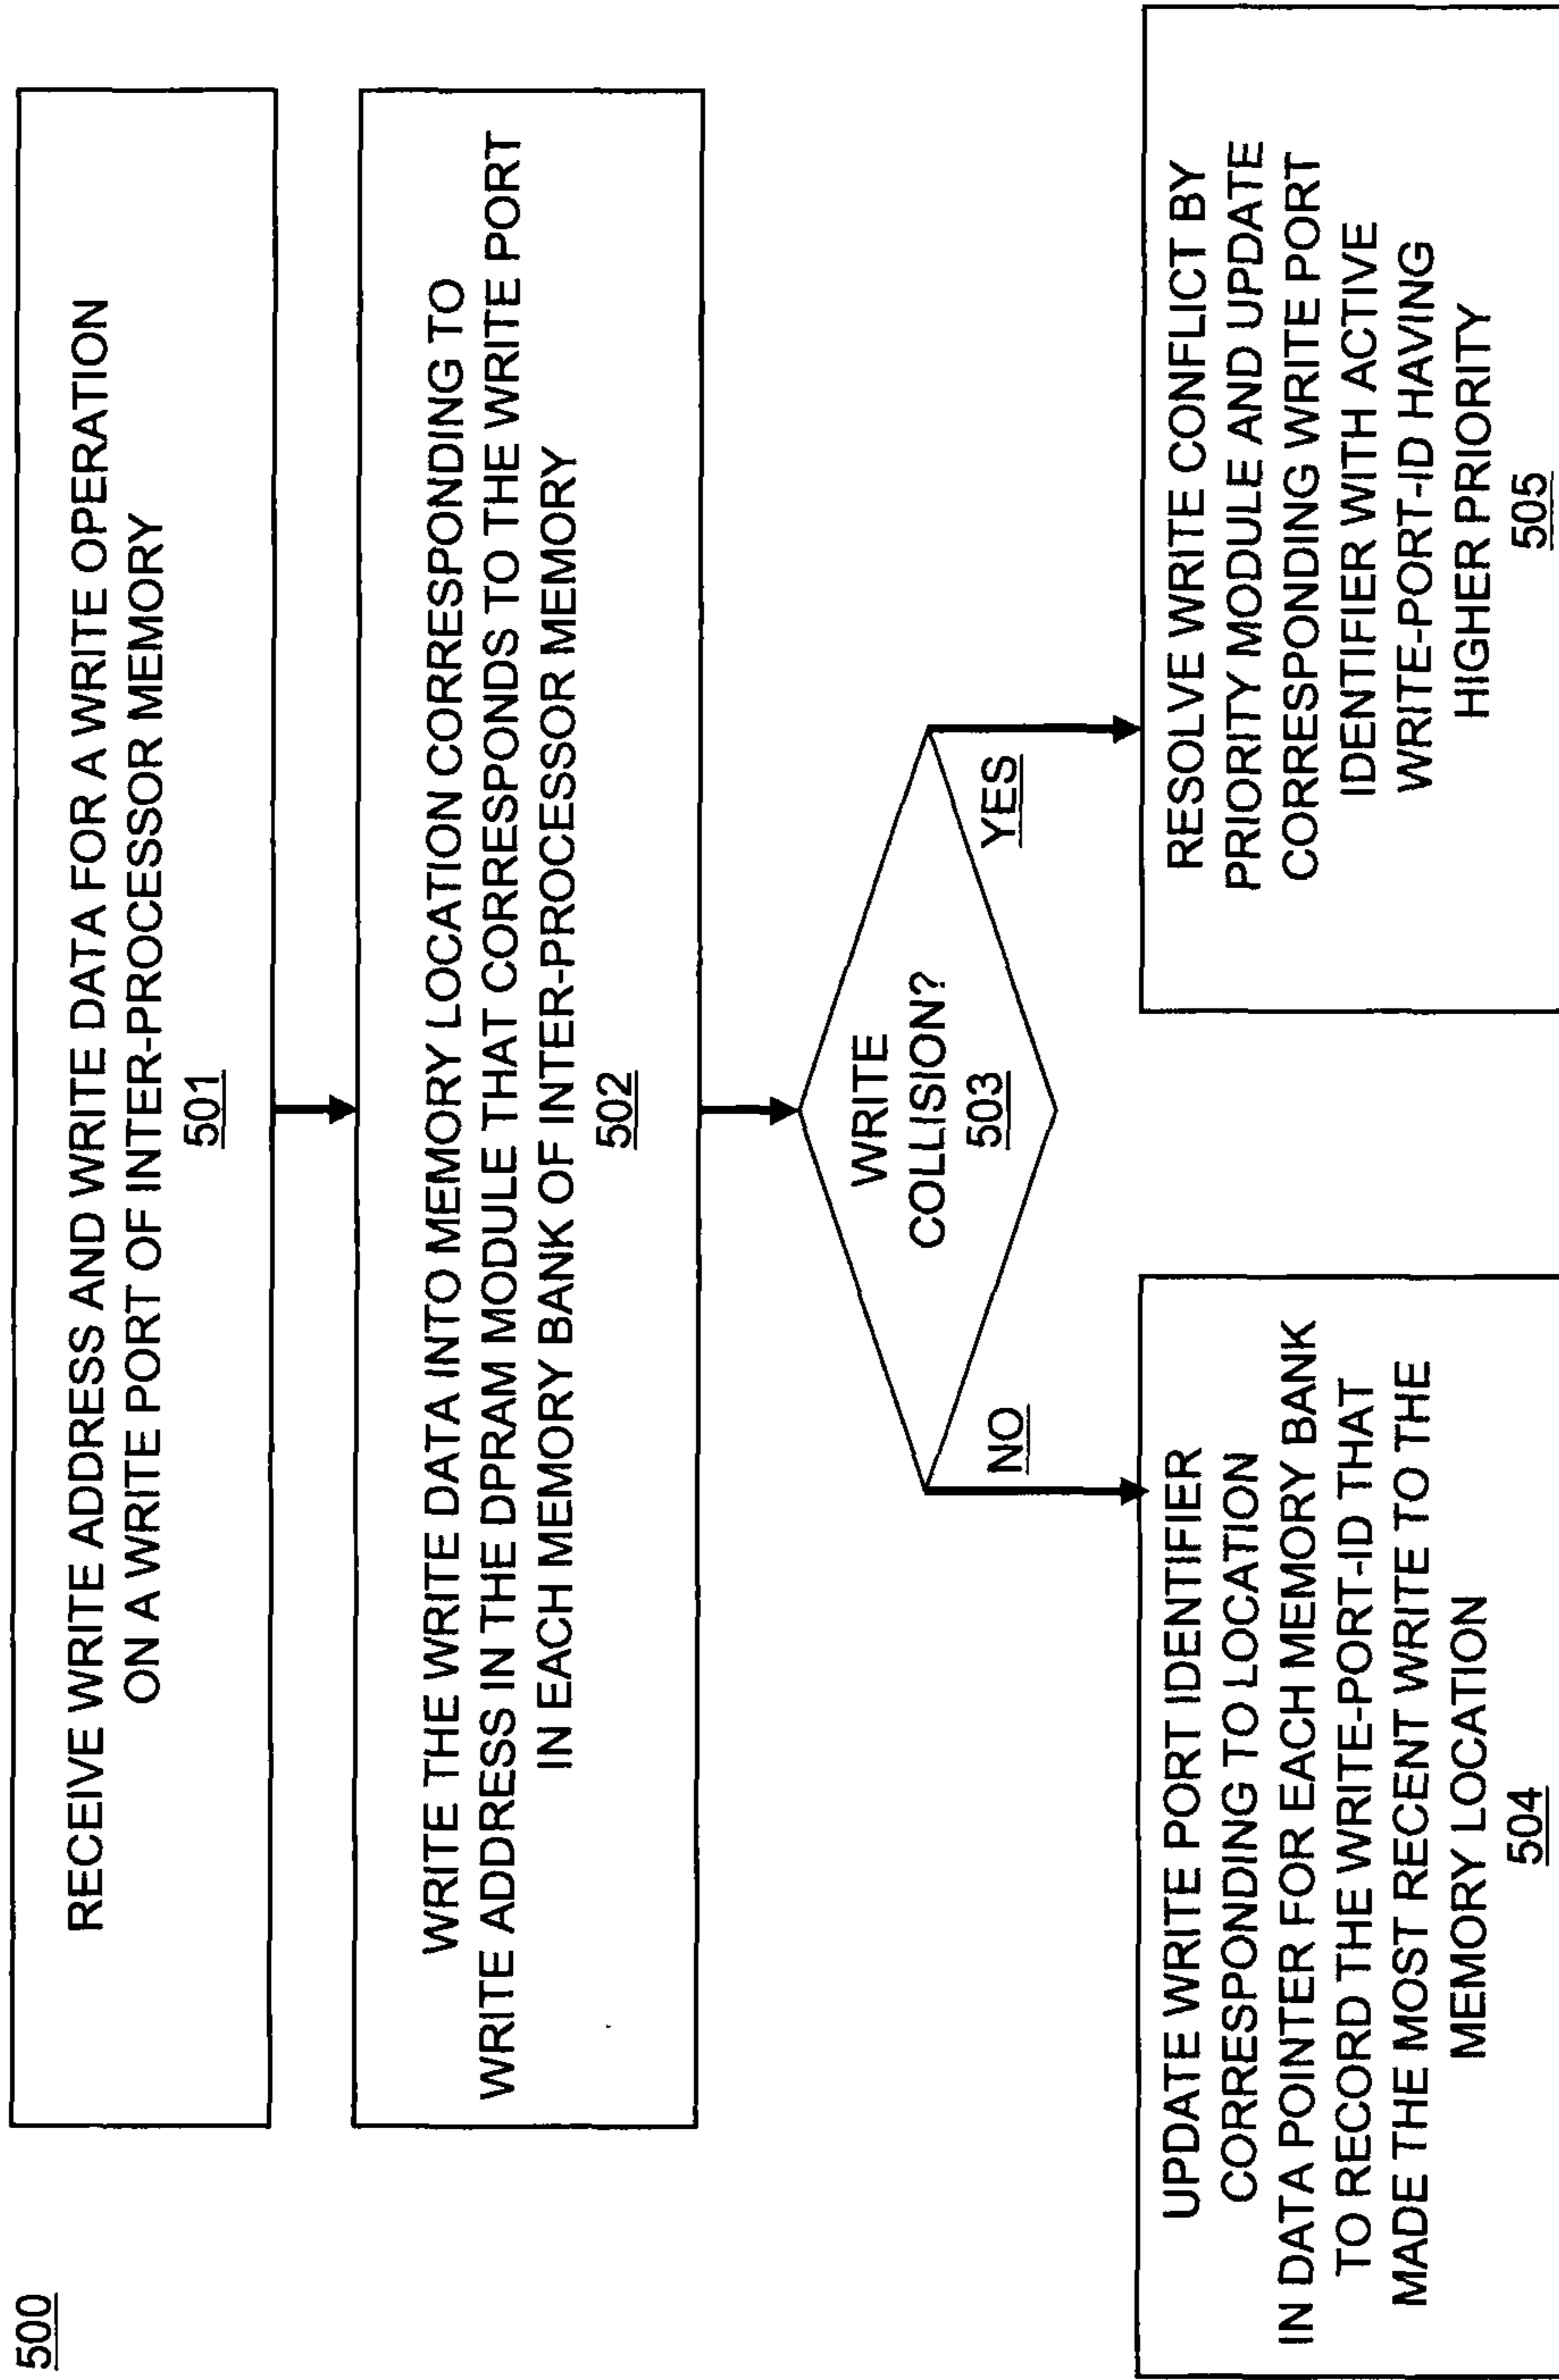 500
RECEIVE WRITE ADDRESS AND WRITE DATA FOR A WRITE OPERATION
ON A WRITE PORT OF INTER-PROCESSOR MEMORY
501
WRITE THE WRITE DATA INTO MEMORY LOCATION CORRESPONDING TO
WRITE ADDRESS IN THE DPRAM MODULE THAT CORRESPONDS TO THE WRITE PORT
IN EACH MEMORY BANK OF INTER-PROCESSOR MEMORY
502
WRITE
COLLISION?
503
NO
YES
UPDATE WRITE PORT IDENTIFIER
CORRESPONDING TO LOCATION
IN DATA POINTER FOR EACH MEMORY BANK
TO RECORD THE WRITE-PORT-ID THAT
MADE THE MOST RECENT WRITE TO THE
MEMORY LOCATION
504
RESOLVE WRITE CONFLICT BY
PRIORITY MODULE AND UPDATE
CORRESPONDING WRITE PORT
IDENTIFIER WITH ACTIVE
WRITE-PORT-ID HAVING
HIGHER PRIORITY
505